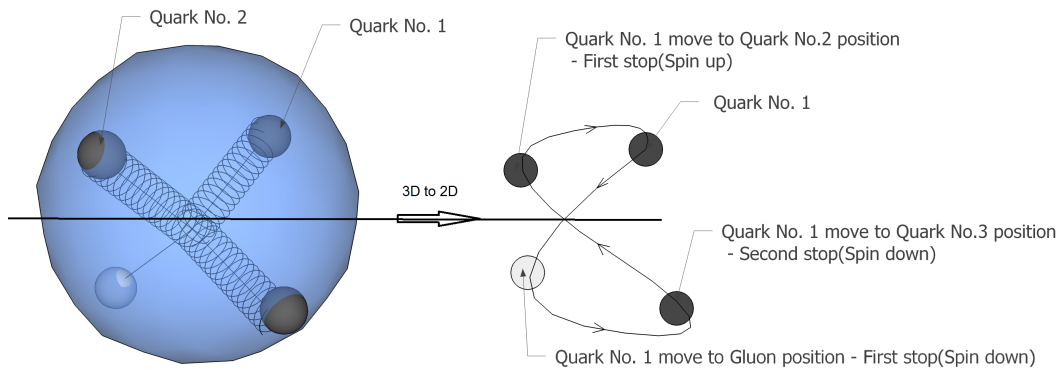 Quark No. 2
Quark No. 1
Quark No. 1 move to Quark No.2 position
- First stop(Spin up)
Quark No. 1
3D to 2D
Quark No. 1 move to Quark No.3 position
- Second stop(Spin down)
Quark No. 1 move to Gluon position - First stop(Spin down)